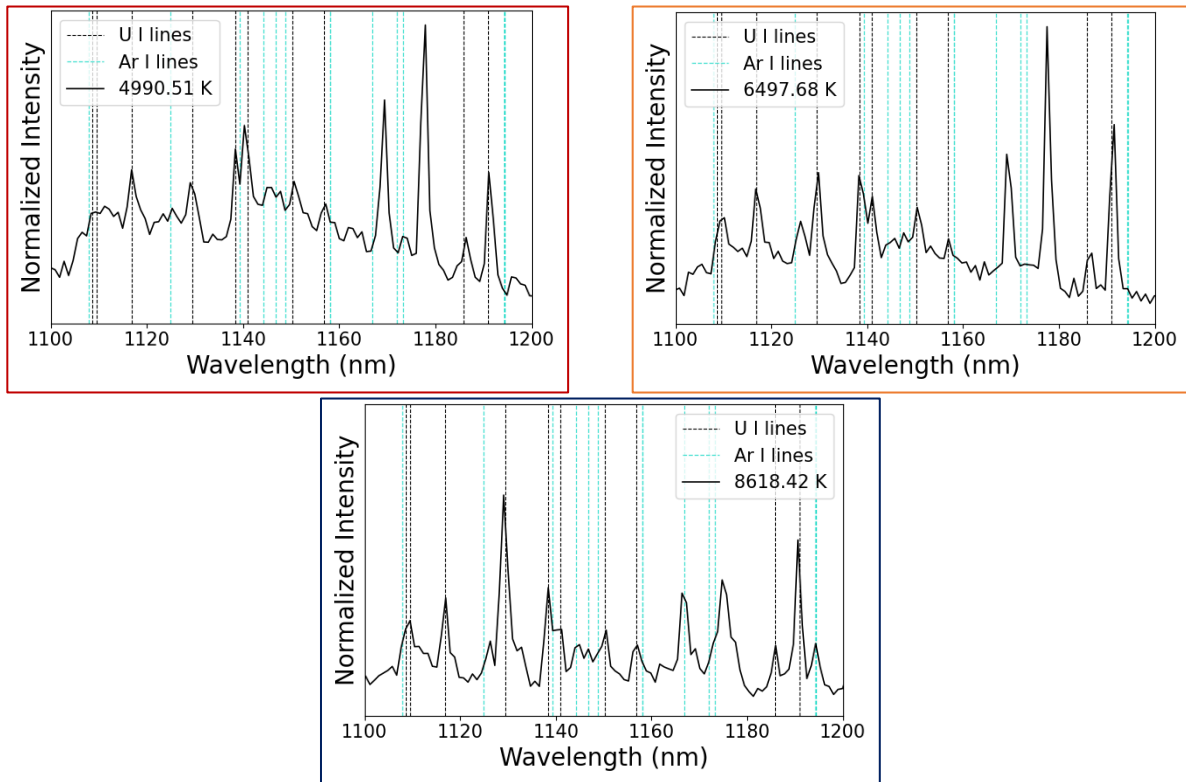 Normalized Intensity
U I lines
Ar I lines
4990.51 K
1100 1120 1140 1160 1180 1200
Wavelength (nm)
Normalized Intensity
U I lines
Ar I lines
6497.68 K
1100 1120 1140 1160 1180 1200
Wavelength (nm)
Normalized Intensity
U I lines
Ar I lines
8618.42 K
1100 1120 1140 1160 1180 1200
Wavelength (nm)